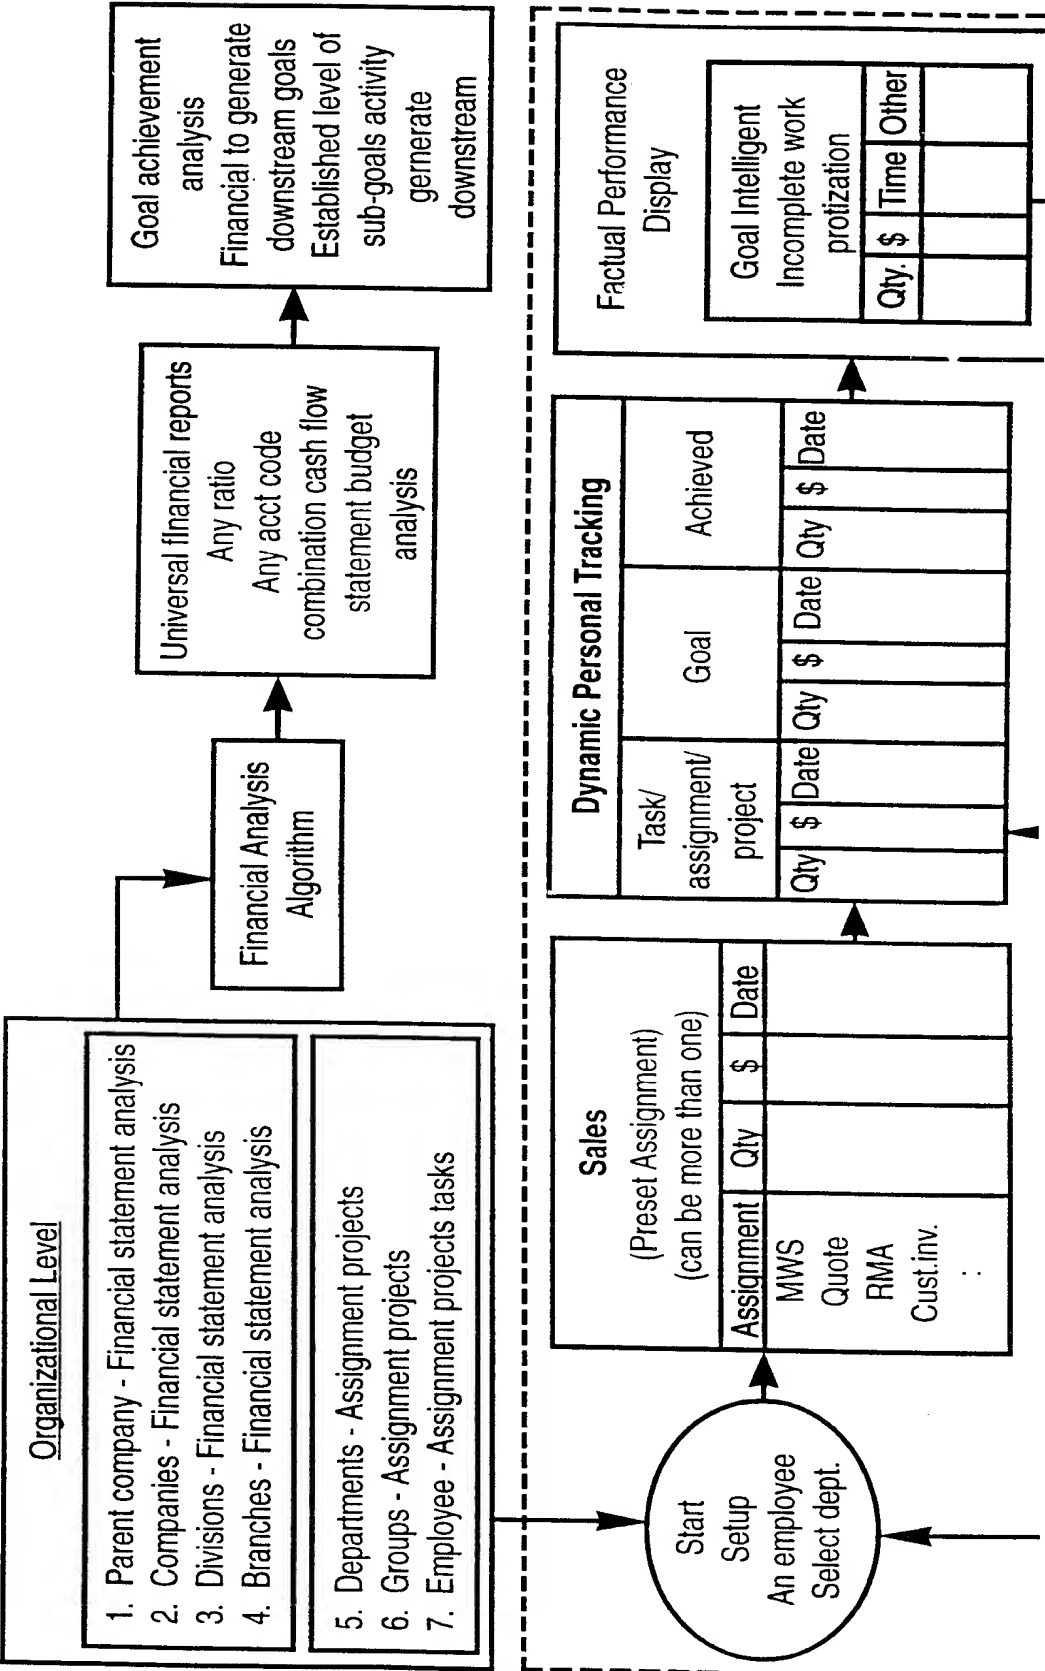 Organizational Level
1. Parent company - Financial statement analysis
2. Companies - Financial statement analysis
3. Divisions - Financial statement analysis
4. Branches - Financial statement analysis
5. Departments - Assignment projects
6. Groups - Assignment projects
7. Employee - Assignment projects tasks
Financial Analysis
Algorithm
Universal financial reports
Any ratio
Any acct code
combination cash flow
statement budget
analysis
Goal achievement
analysis
Financial to generate
downstream goals
Established level of
sub-goals activity
gernerate
downstream
Start
Setup
An employee
Select dept.
Sales
(Preset Assignment)
(can be more than one)
Assignment Qty $ Date
MWS
Quote
RMA
Cust.inv.
:
Dynamic Personal Tracking
Task/
assignment/
project
Goal
Achieved
Qty $ Date Qty $ Date Qty $ Date
Factual Performance
Display
Goal Intelligent
Incomplete work
protization
Qty. $ Time Other